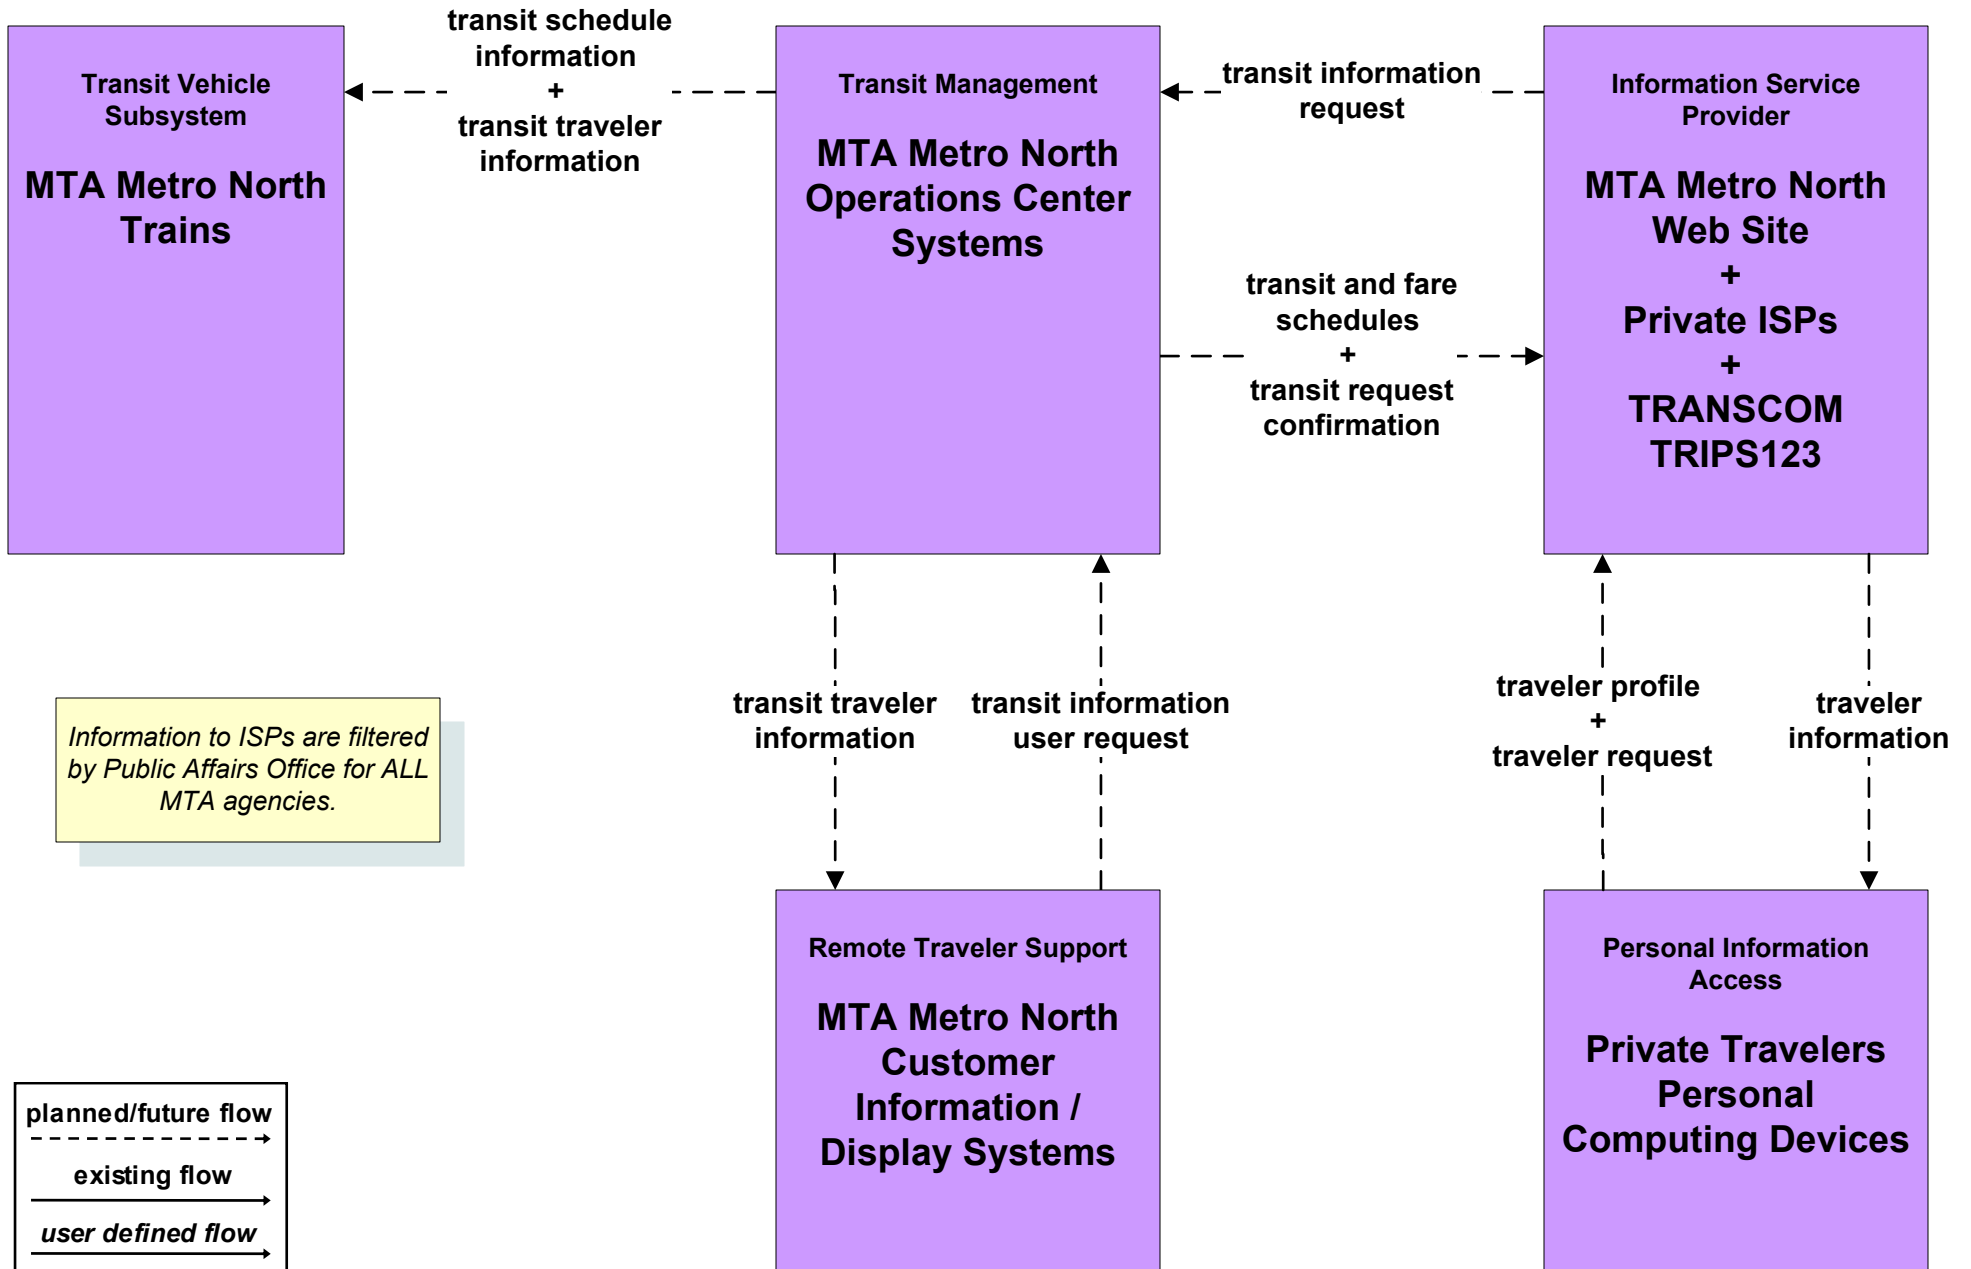 transit schedule
information
+
transit traveler
information
Transit Vehicle
Subsystem
MTA Metro North
Trains
Transit Management
MTA Metro North
Operations Center
Systems
transit information
request
Information Service
Provider
MTA Metro North
Web Site
+
Private ISPs
+
TRANSCOM
TRIPS123
transit and fare
schedules
+
transit request
confirmation
transit traveler
information
transit information
user request
traveler profile
+
traveler request
traveler
information
Information to ISPs are filtered
by Public Affairs Office for ALL
MTA agencies.
Remote Traveler Support
MTA Metro North
Customer
Information /
Display Systems
Personal Information
Access
Private Travelers
Personal
Computing Devices
planned/future flow
existing flow
user defined flow